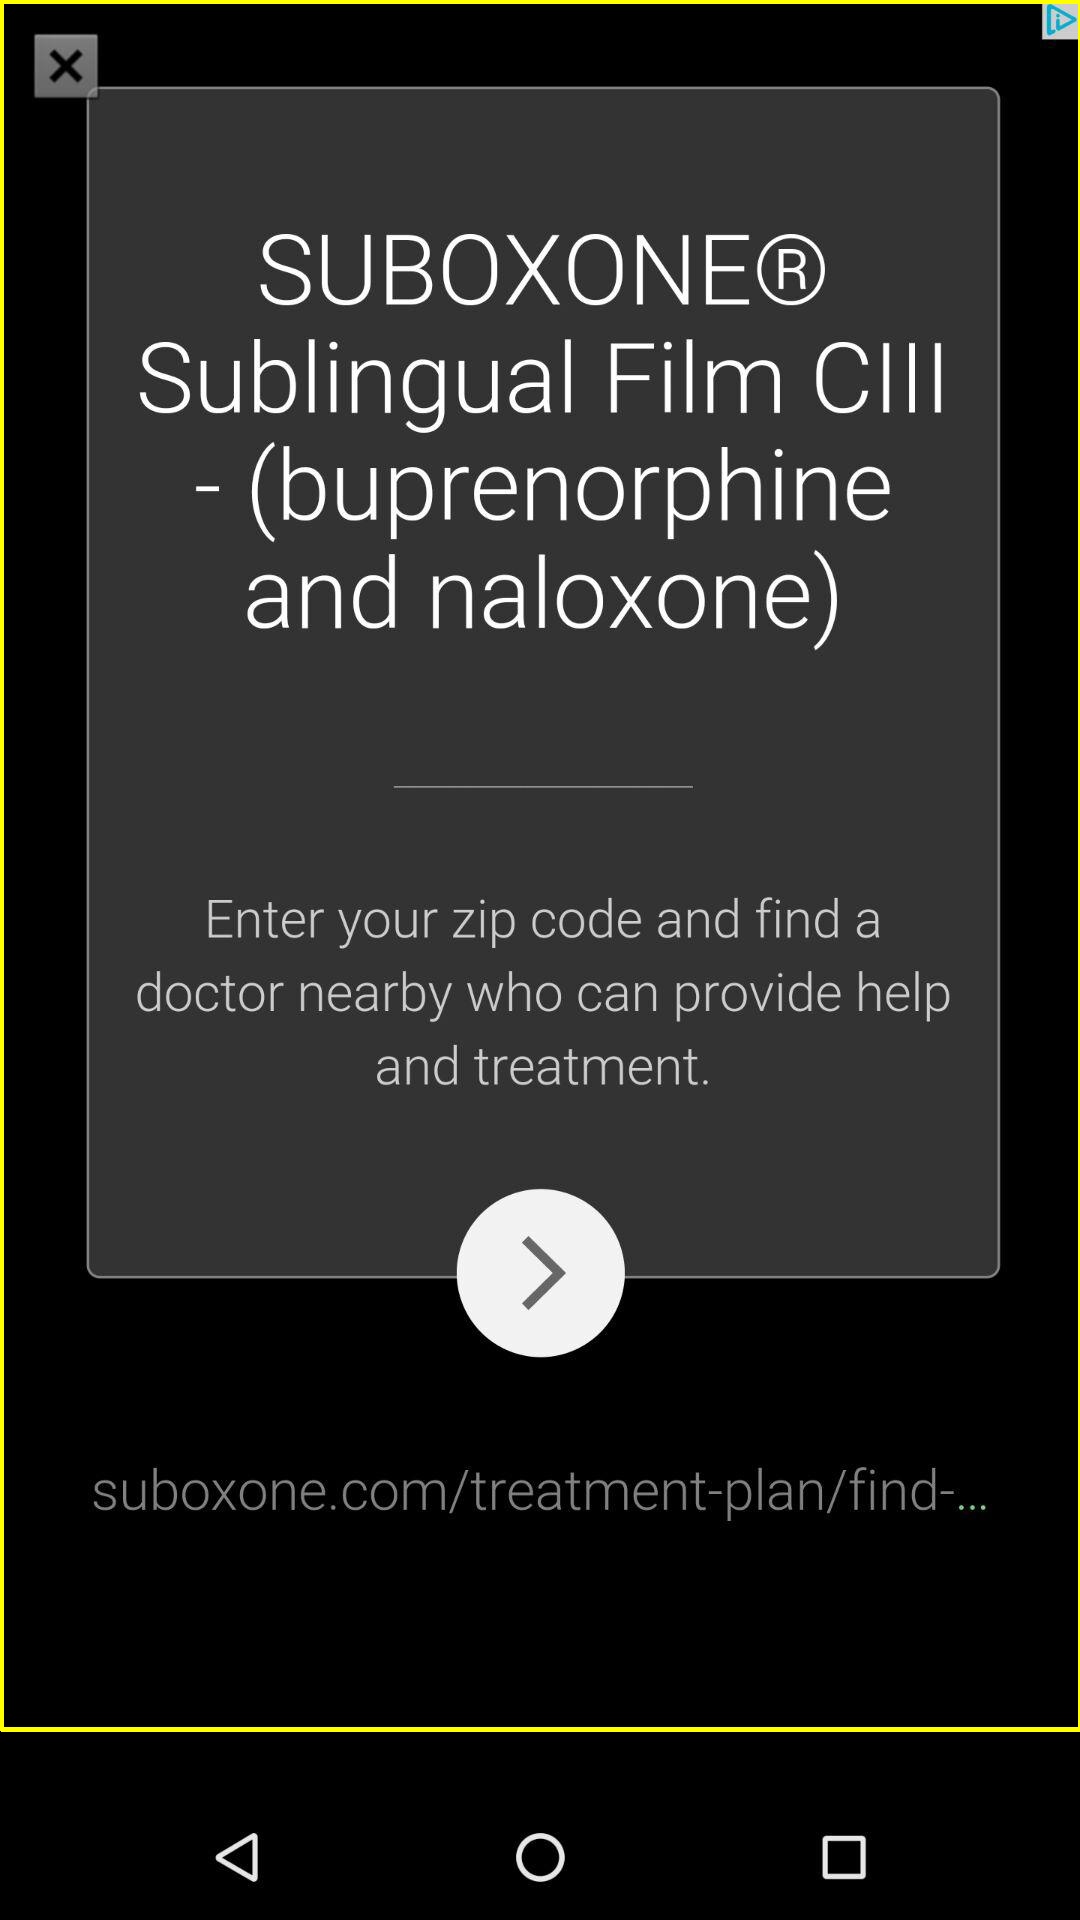 SUBOXONE®
Sublingual Film CIII
- (buprenorphine
and naloxone)
Enter your zip code and find a
doctor nearby who can provide help
and treatment.
suboxone.com/treatment-plan/find-...